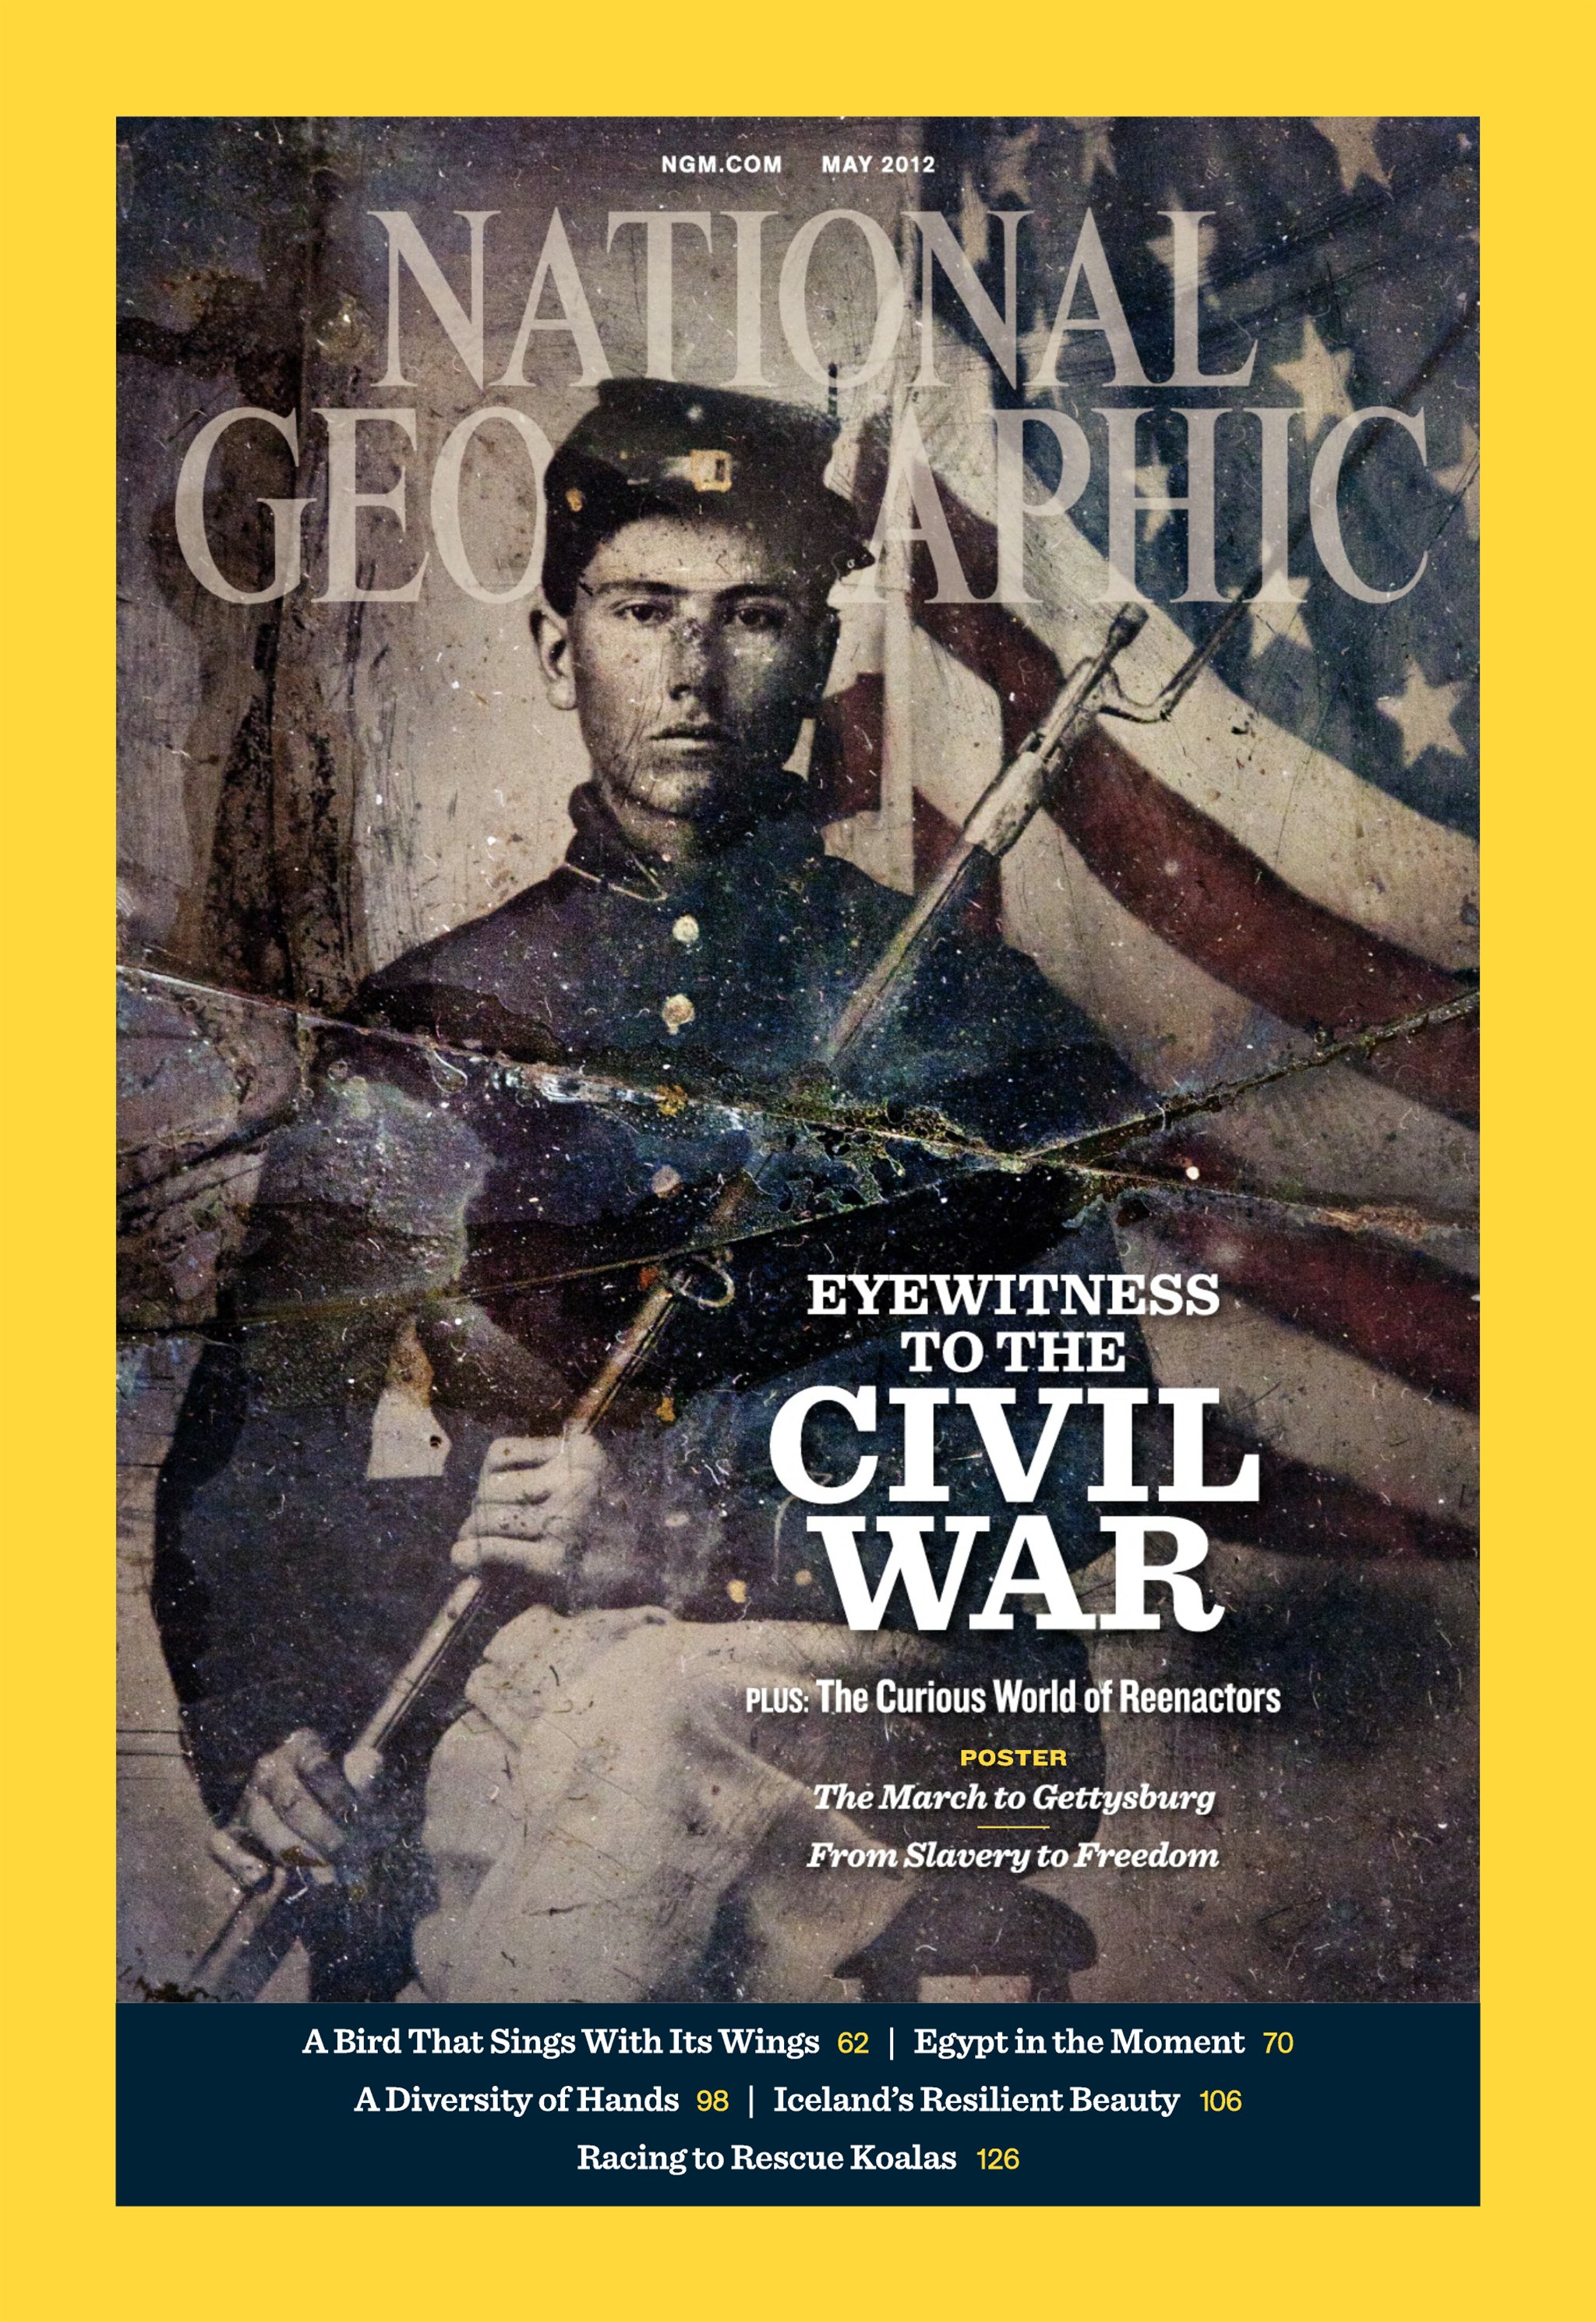 NGM.COM MAY 2012
NATIONAL
GEO APHIC
EYEWITNESS
TO THE
CIVIL
WAR
PLUS: The Curious World of Reenactors
POSTER
The March to Gettysburg
From Slavery to Freedom
A Bird That Sings With Its Wings 62 | Egypt in the Moment 70
A Diversity of Hands 98 | Iceland's Resilient Beauty 106
Racing to Rescue Koalas 126